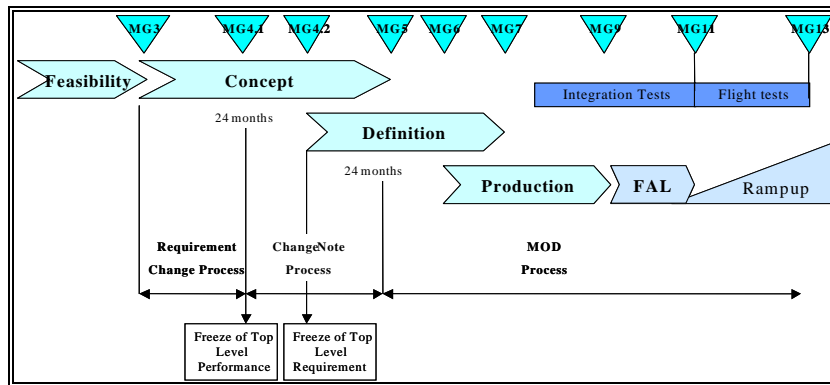 MG3 MG4.1 MG4.2 MG5 MG6 MG7 MG9 MG11 MG13
Feasibility Concept
Integration Tests Flight tests
24 months
Definition
24 months
Production FAL Rampup
Requirement
Change Process
ChangeNote
Process
MOD
Process
Freeze of Top
Level
Performance
Freeze of Top
Level
Requirement